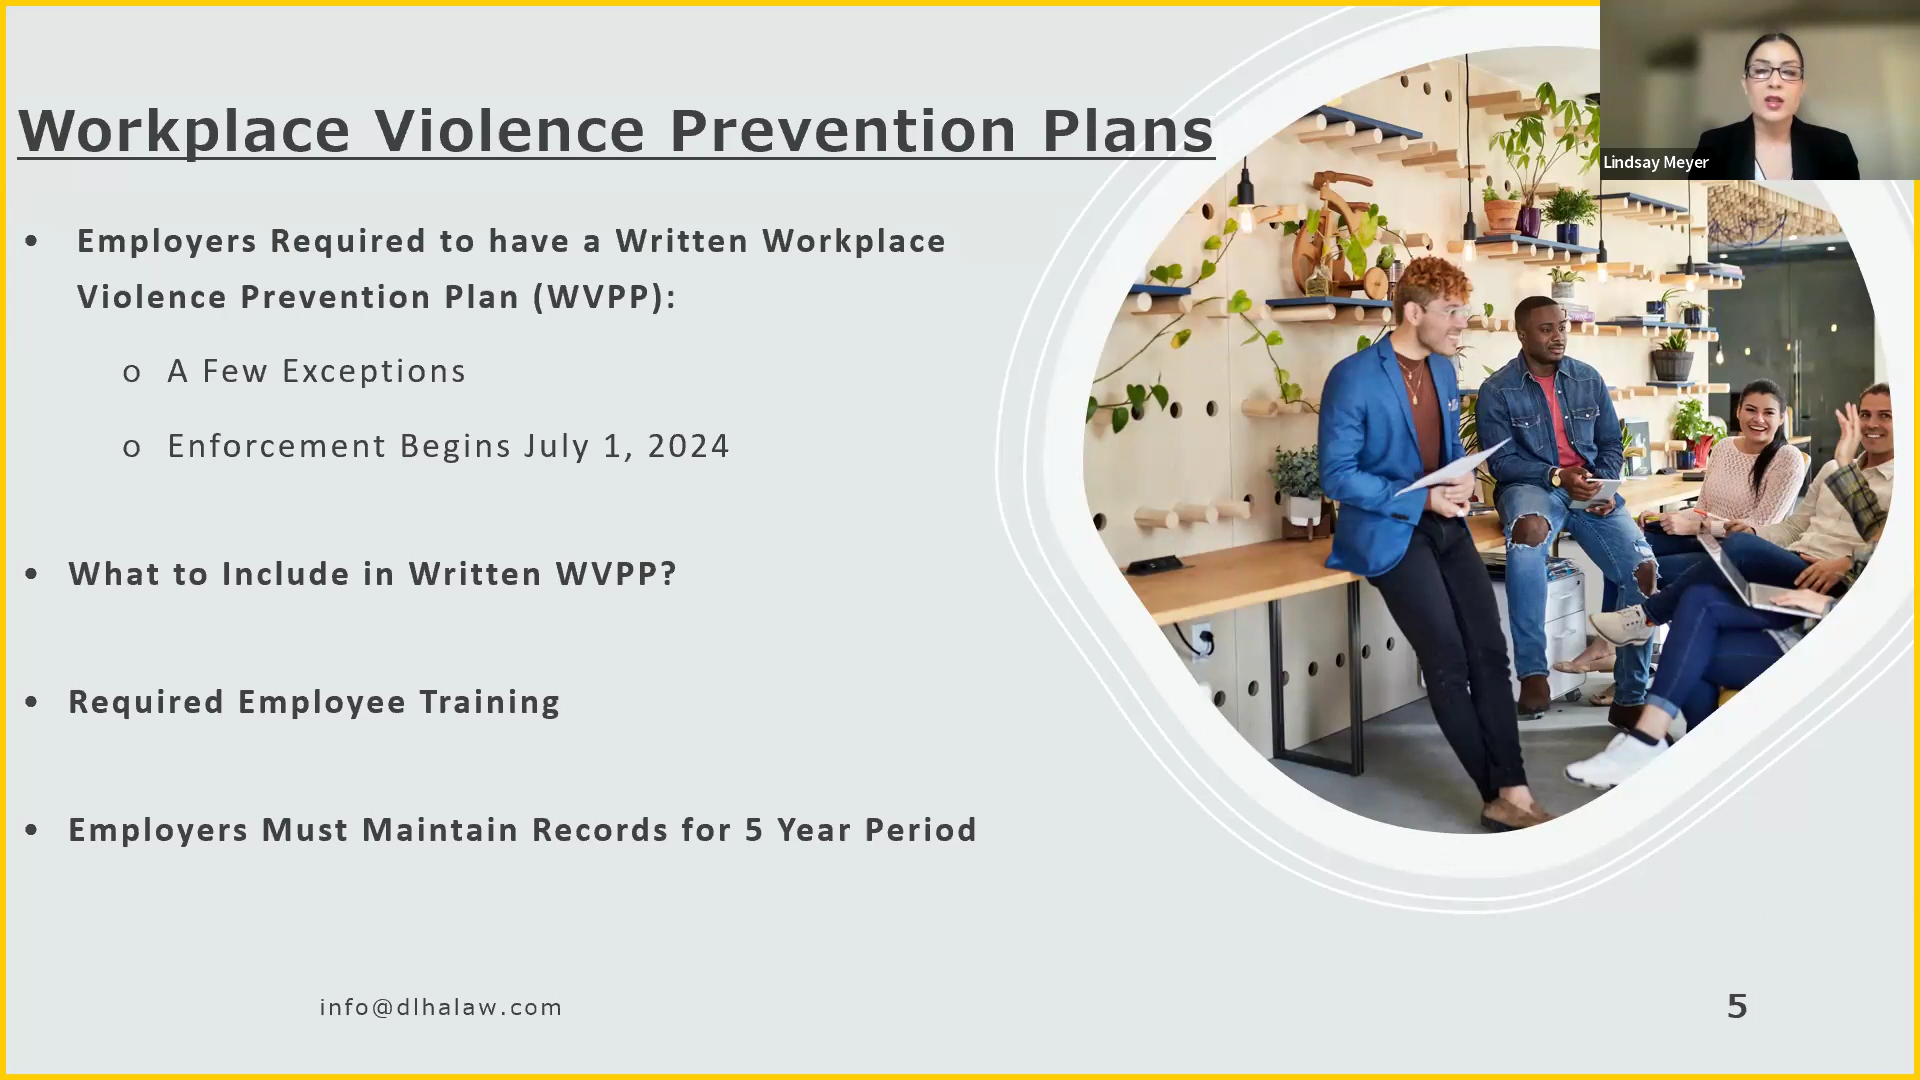 Workplace Violence Prevention Plans
Lindsay Meyer
• Employers Required to have a Written Workplace
Violence Prevention Plan (WVPP):
o A Few Exceptions
o Enforcement Begins July 1, 2024
• What to Include in Written WVPP?
• Required Employee Training
• Employers Must Maintain Records for 5 Year Period
info@dlhalaw.com
5